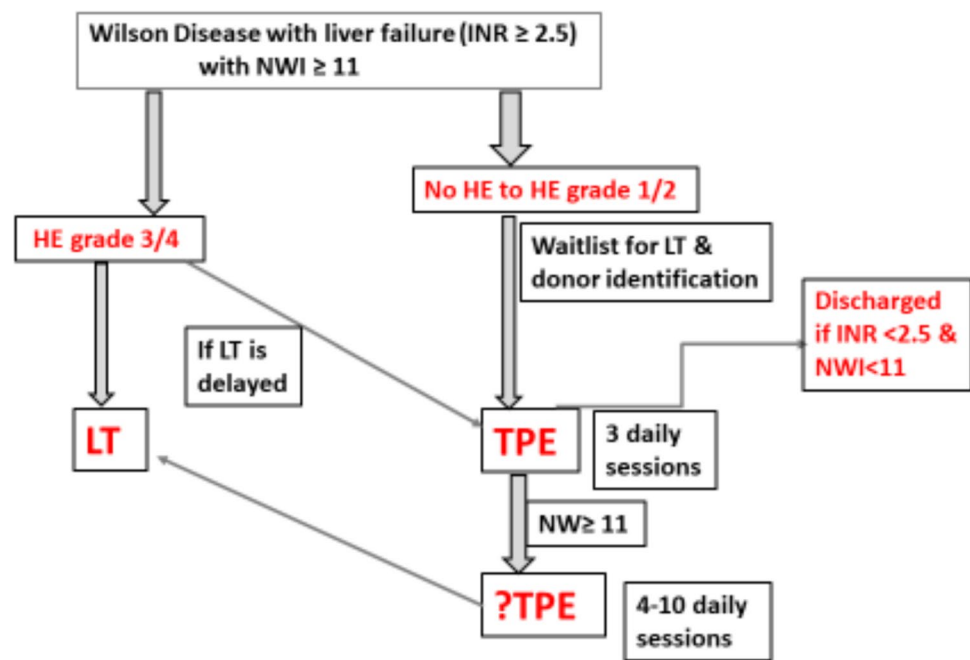 Wilson Disease with liver failure (INR ≥ 2.5)
with NWI ≥ 11
No HE to HE grade 1/2
HE grade 3/4
Waitlist for LT &
donor identification
Discharged
if INR <2.5 &
NWI<11
If LT is
delayed
LT
TPE
3 daily
sessions
NW≥ 11
?TPE
4-10 daily
sessions